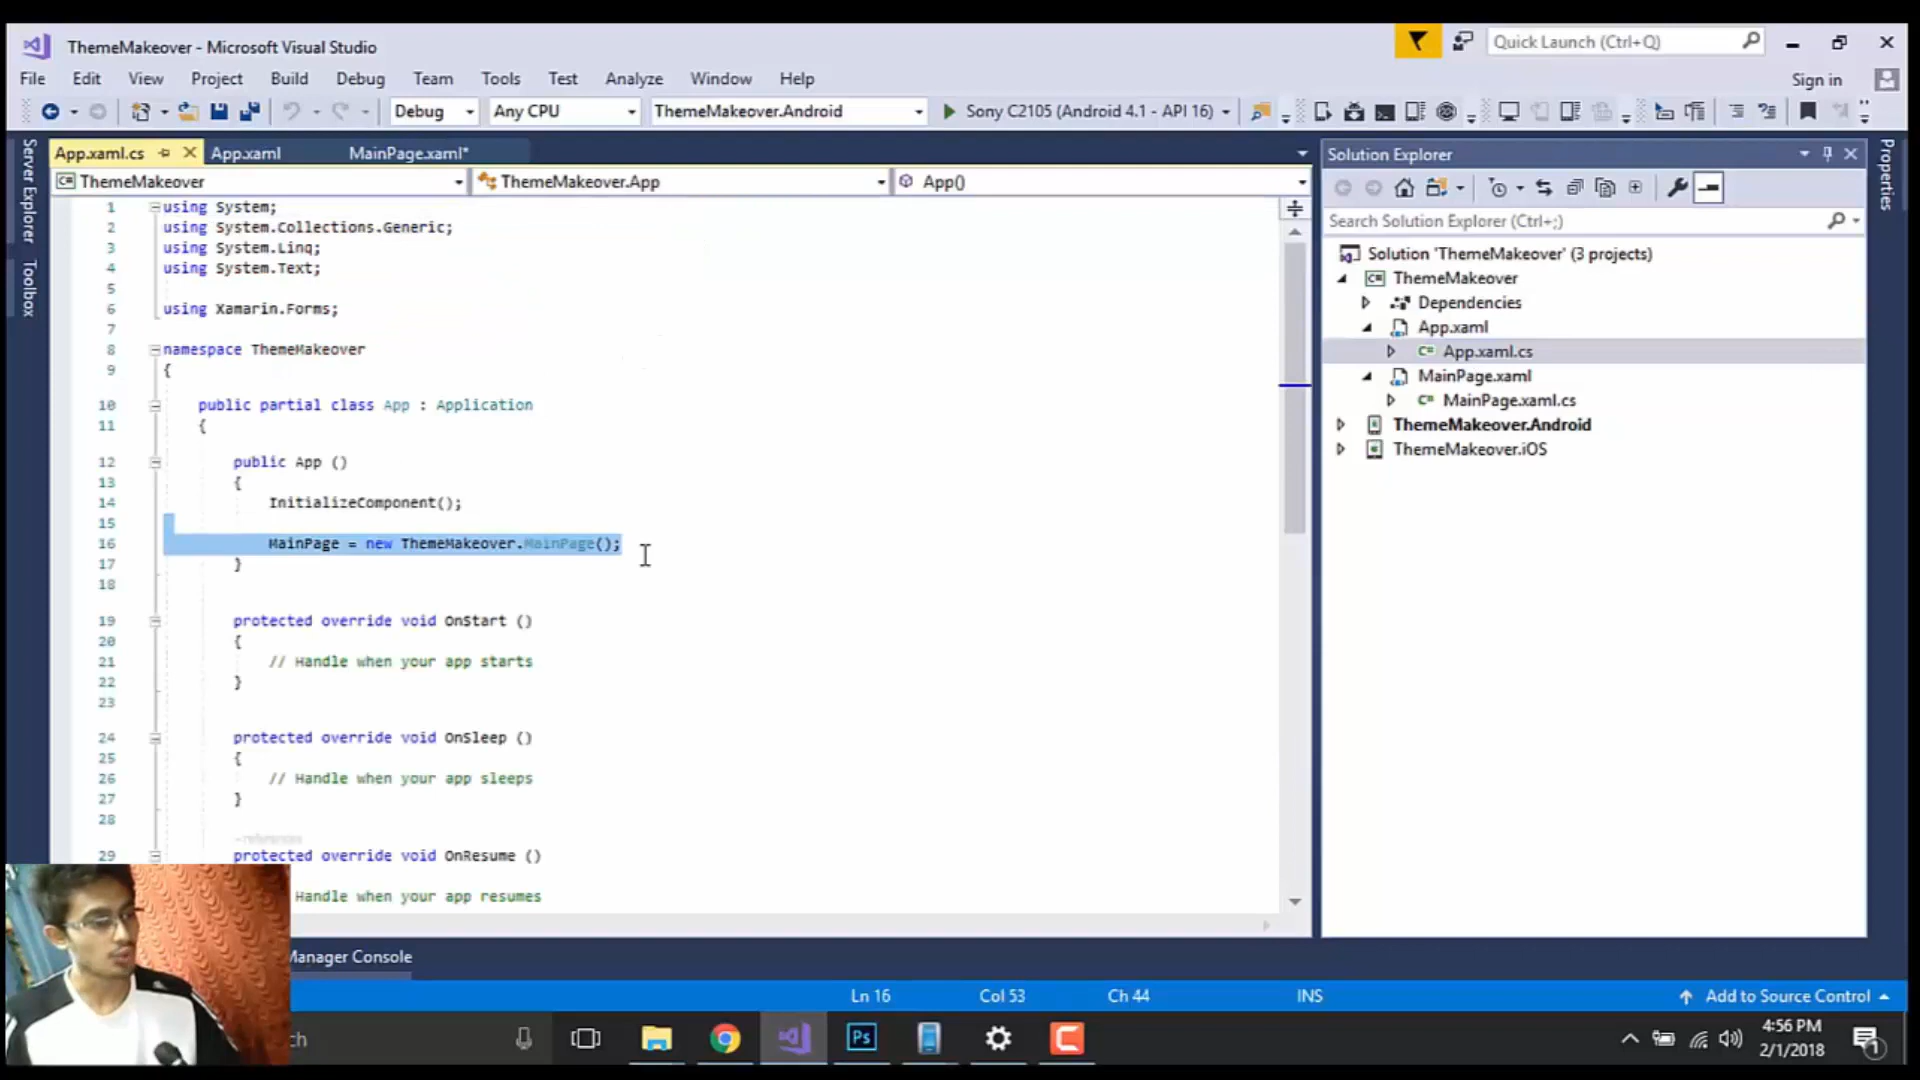 ThemeMakeover - Microsoft Visual Studio
Quick Launch (Ctrl+Q)
File Edit View Project Build Debug Team Tools Test Analyze Window Help
Sign in
Debug Any CPU ThemeMakeover.Android Sony C2105 (Android 4.1 - API 16)
Server Explorer
Toolbox
App.xaml.cs App.xaml MainPage.xaml*
ThemeMakeover ThemeMakeover.App App()
1 using System;
2 using System.Collections.Generic;
3 using System.Linq;
4 using System.Text;
5
6 using Xamarin.Forms;
7
8 namespace ThemeMakeover
9 {
10 public partial class App : Application
11 {
12 public App ()
13 {
14 InitializeComponent();
15
16 MainPage = new ThemeMakeover.MainPage();
17 }
18
19 protected override void OnStart ()
20 {
21 // Handle when your app starts
22 }
23
24 protected override void OnSleep ()
25 {
26 // Handle when your app sleeps
27 }
28
-references
29 protected override void OnResume ()
Handle when your app resumes
Solution Explorer
Search Solution Explorer (Ctrl+;)
Solution 'ThemeMakeover' (3 projects)
ThemeMakeover
Dependencies
App.xaml
C# App.xaml.cs
MainPage.xaml
C# MainPage.xaml.cs
ThemeMakeover.Android
ThemeMakeover.iOS
Properties
Manager Console
Ln 16 Col 53 Ch 44 INS
Add to Source Control
ch
Ps
4:56 PM
2/1/2018
1